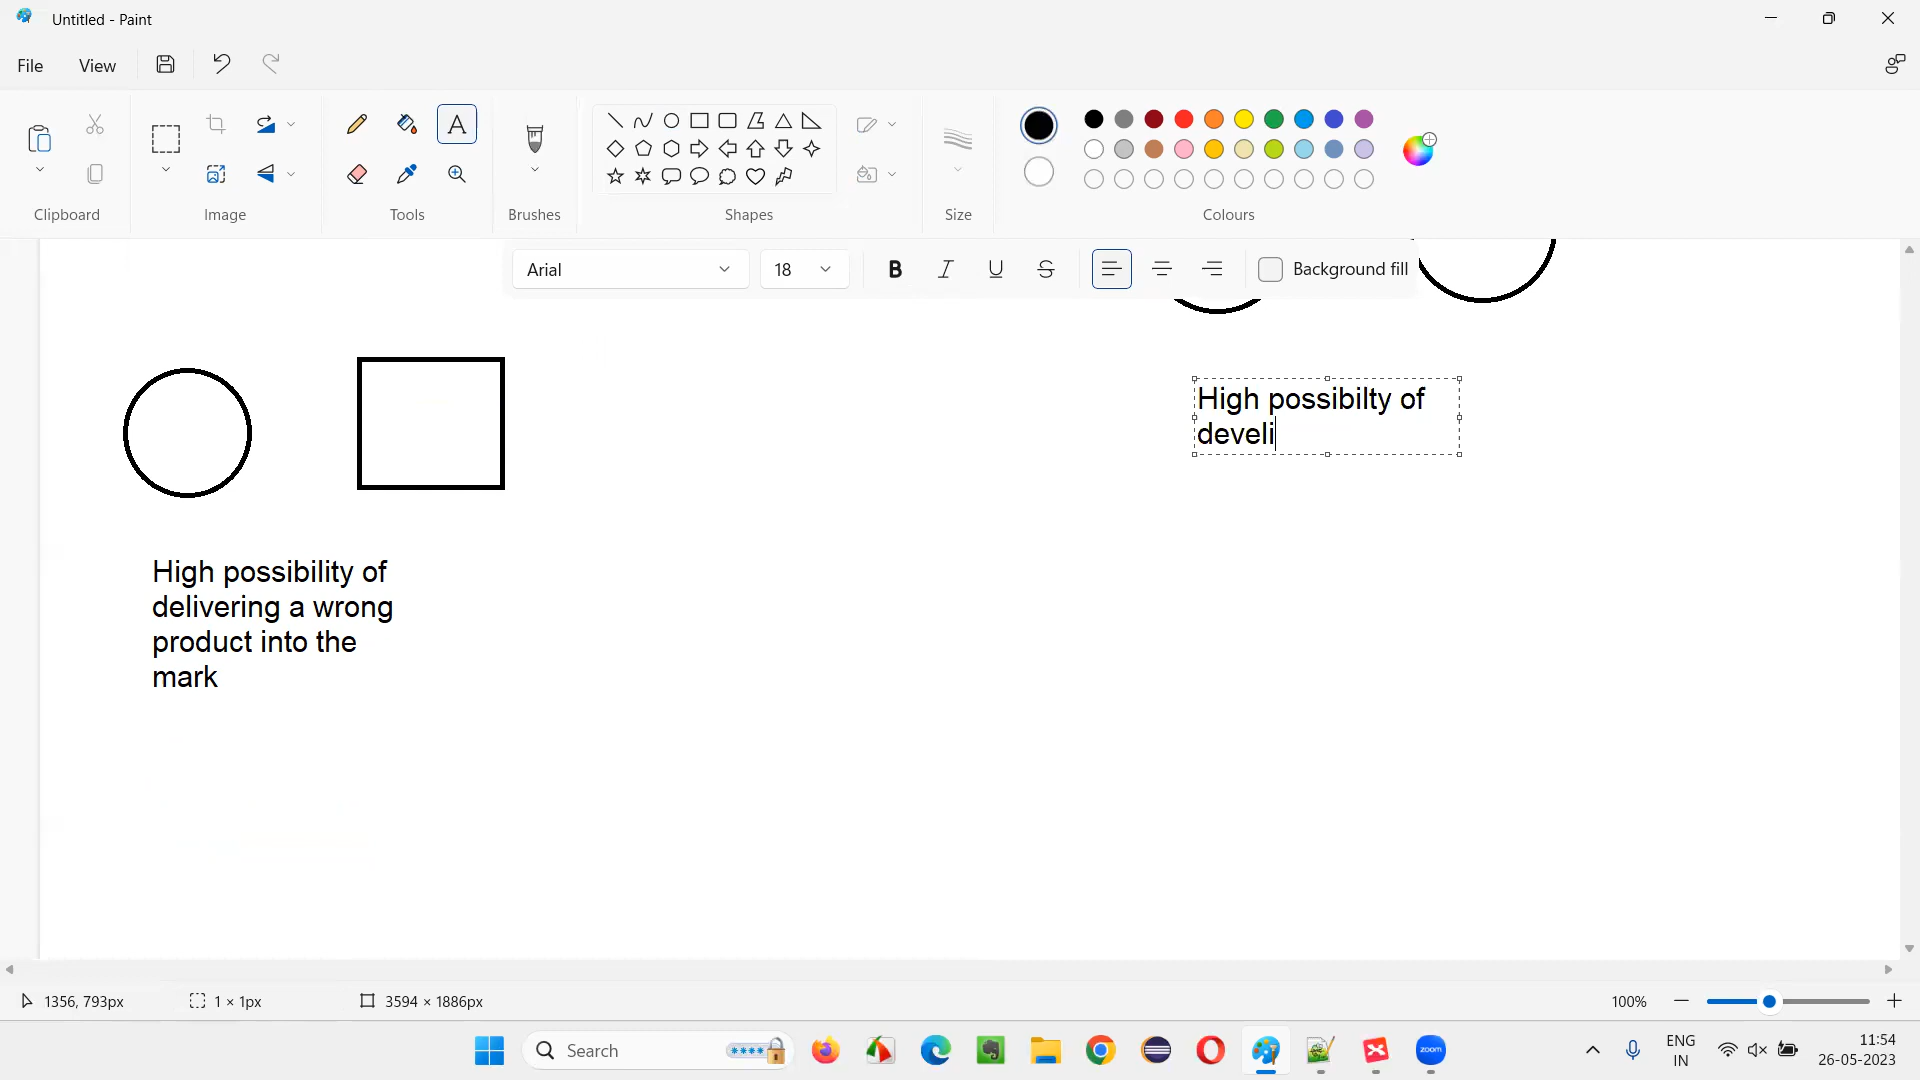 Untitled - Paint
File
View
Clipboard
Image
Tools
Brushes
Shapes
Size
Colours
Arial
18
B
I
U
S
Background fill
High possibilty of
develi
High possibility of
delivering a wrong
product into the
mark
1356, 793px
1 × 1px
3594 × 1886px
100%
Search
zoom
ENG
IN
11:54
26-05-2023